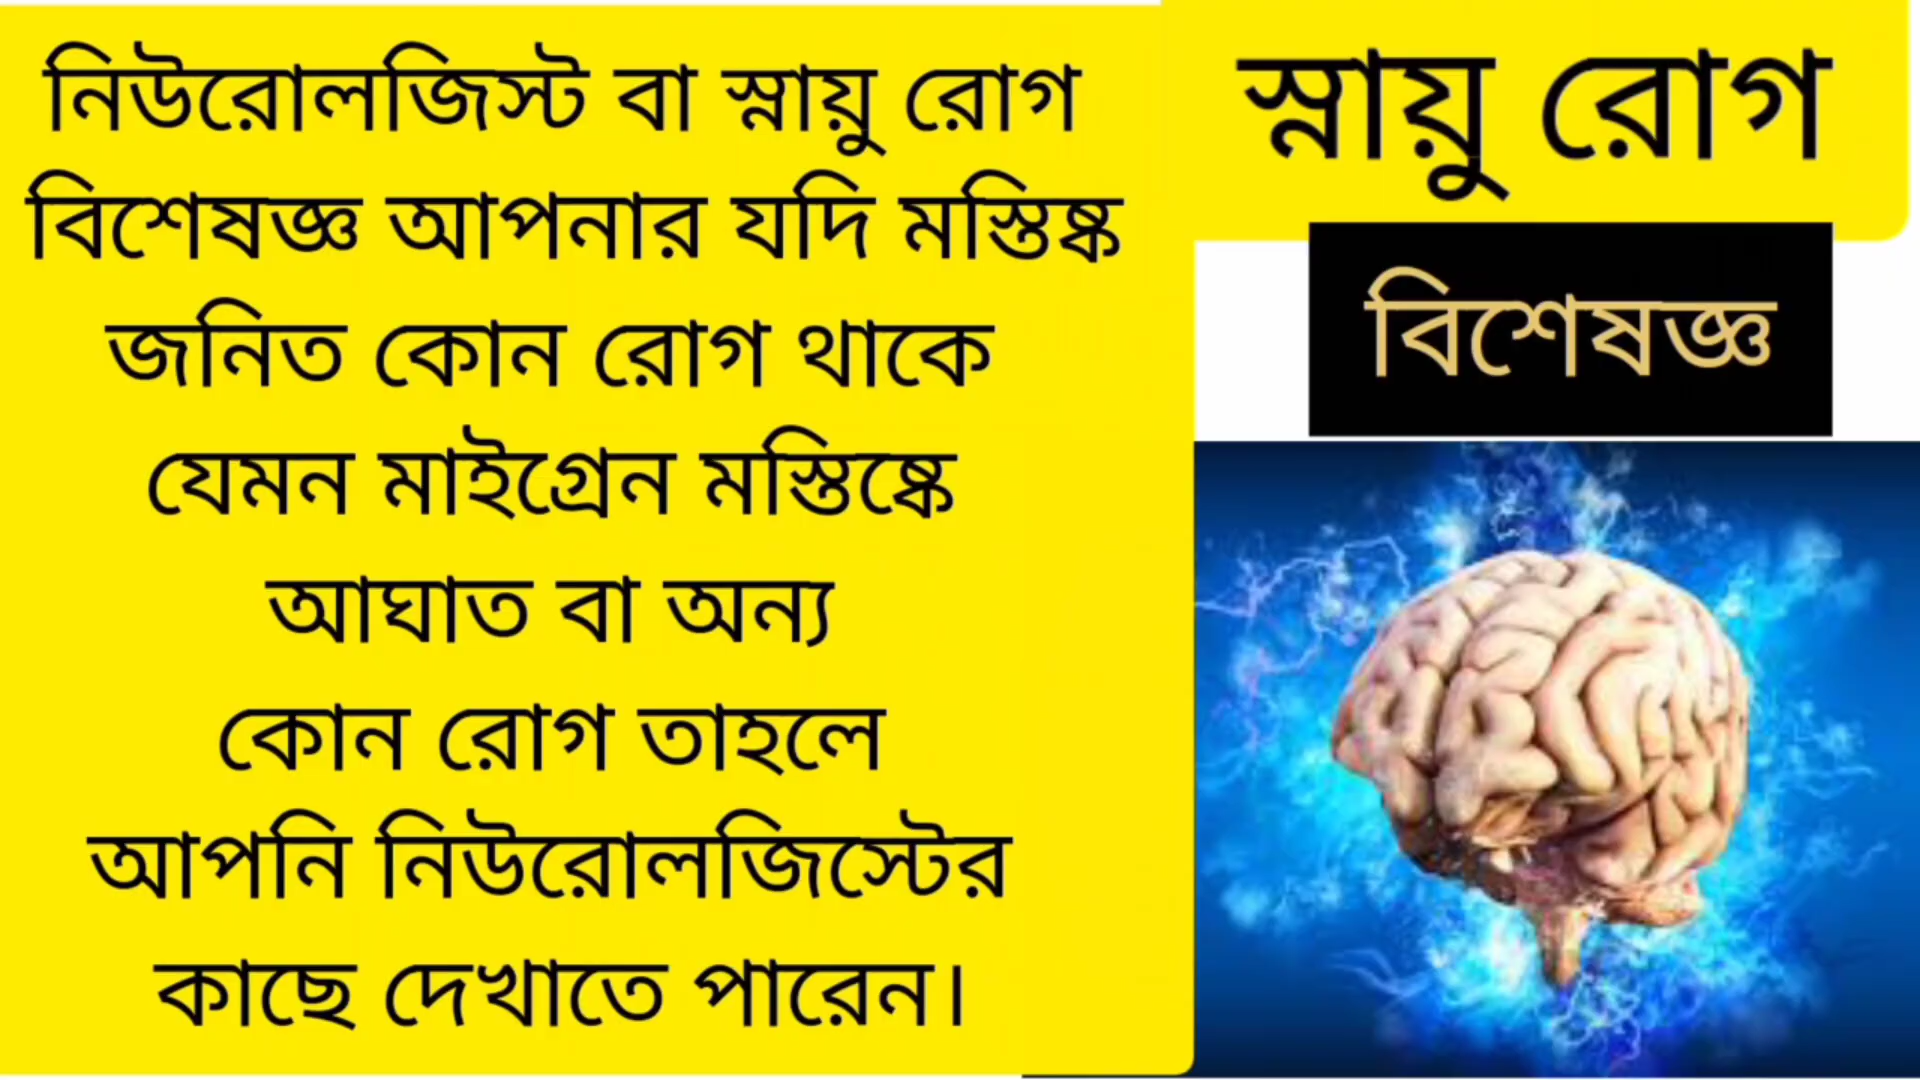 নিউরোলজিস্ট বা স্নায়ু রোগ
বিশেষজ্ঞ আপনার যদি মস্তিষ্ক
জনিত কোন রোগ থাকে
যেমন মাইগ্রেন মস্তিষ্কে
আঘাত বা অন্য
কোন রোগ তাহলে
আপনি নিউরোলজিস্টের
কাছে দেখাতে পারেন।
স্নায়ু রোগ
বিশেষজ্ঞ